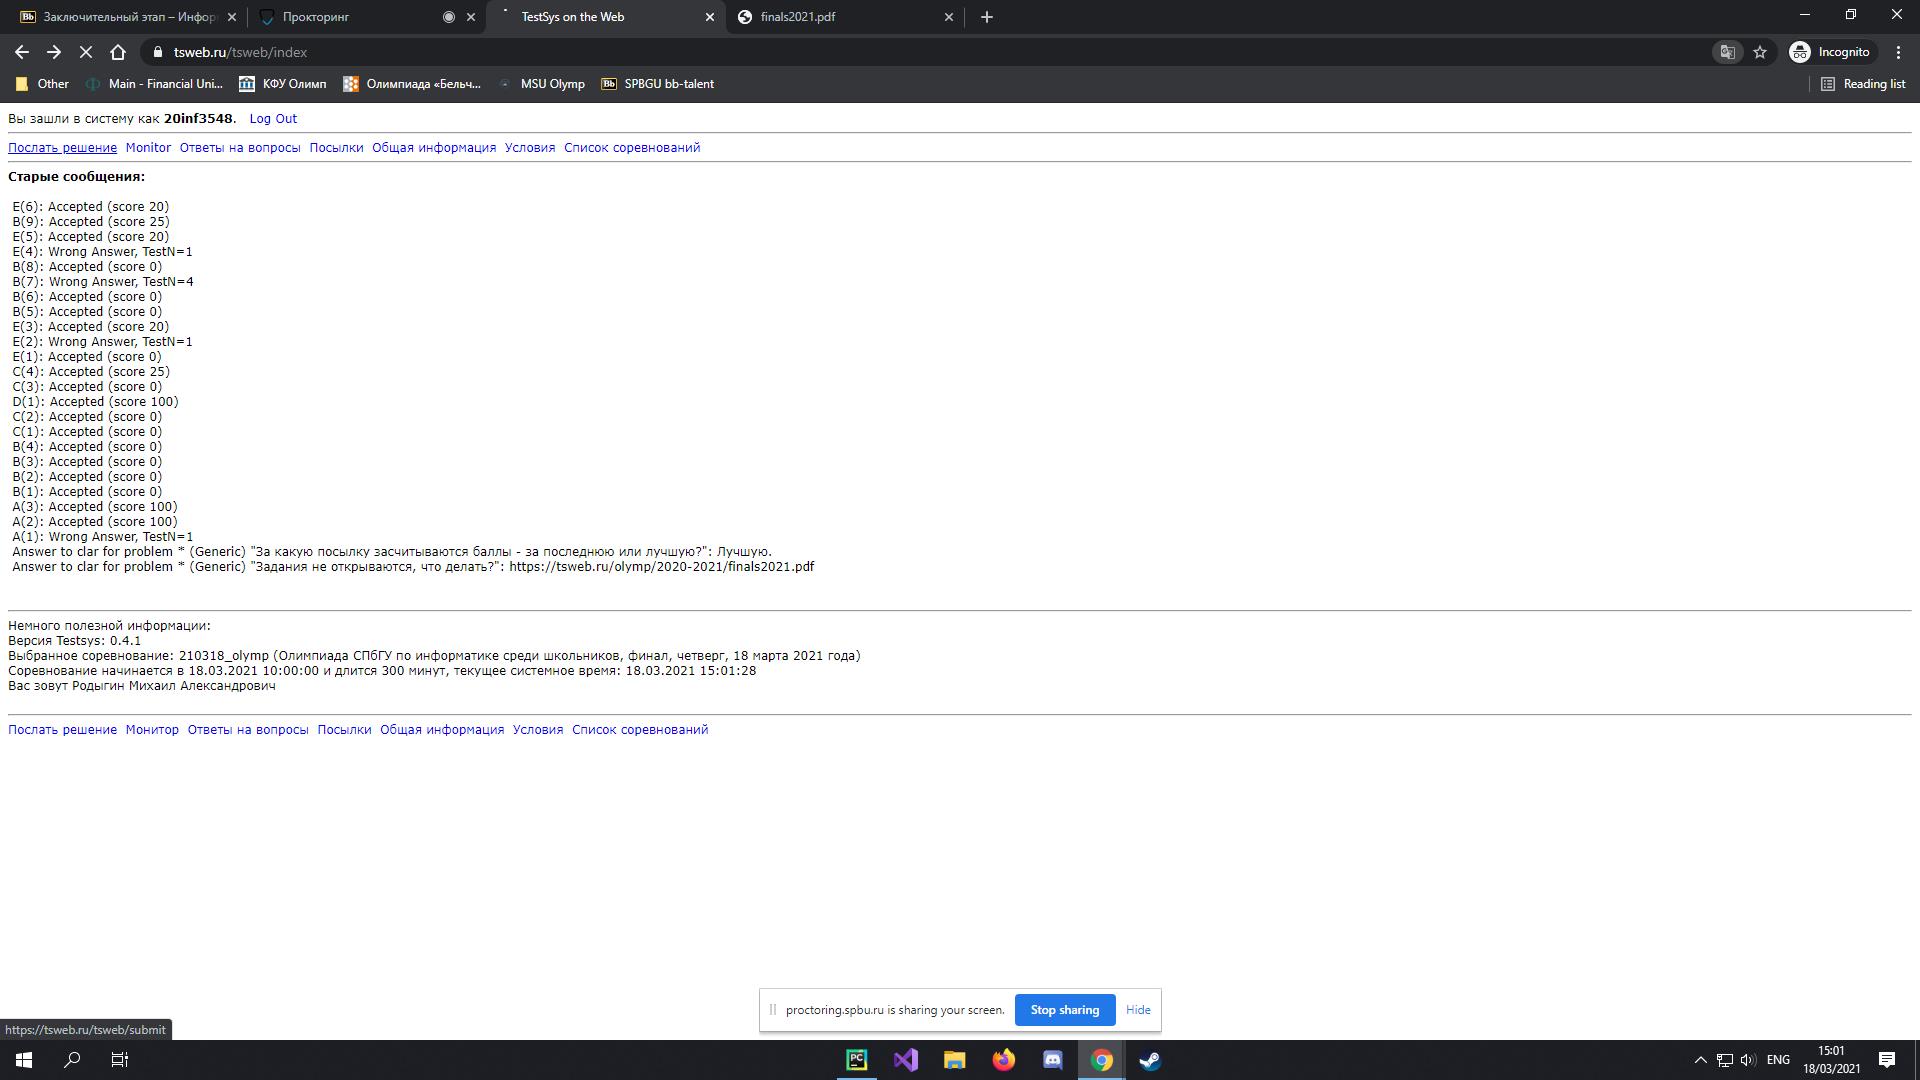 Заключительный этап – Инфор
Прокторинг
TestSys on the Web
finals2021.pdf
tsweb.ru/tsweb/index
Incognito
Other
Main - Financial Uni...
КФУ Олимп
Олимпиада «Бельч...
MSU Olymp
Bb SPBGU bb-talent
Reading list
Вы зашли в систему как 20inf3548. Log Out
Послать решение Monitor Ответы на вопросы Посылки Общая информация Условия Список соревнований
Старые сообщения:
E(6): Accepted (score 20)
B(9): Accepted (score 25)
E(5): Accepted (score 20)
E(4): Wrong Answer, TestN=1
B(8): Accepted (score 0)
B(7): Wrong Answer, TestN=4
B(6): Accepted (score 0)
B(5): Accepted (score 0)
E(3): Accepted (score 20)
E(2): Wrong Answer, TestN=1
E(1): Accepted (score 0)
C(4): Accepted (score 25)
C(3): Accepted (score 0)
D(1): Accepted (score 100)
C(2): Accepted (score 0)
C(1): Accepted (score 0)
B(4): Accepted (score 0)
B(3): Accepted (score 0)
B(2): Accepted (score 0)
B(1): Accepted (score 0)
A(3): Accepted (score 100)
A(2): Accepted (score 100)
A(1): Wrong Answer, TestN=1
Answer to clar for problem * (Generic) "За какую посылку засчитываются баллы - за последнюю или лучшую?": Лучшую.
Answer to clar for problem * (Generic) "Задания не открываются, что делать?": https://tsweb.ru/olymp/2020-2021/finals2021.pdf
Немного полезной информации:
Версия Testsys: 0.4.1
Выбранное соревнование: 210318_olymp (Олимпиада СПбГУ по информатике среди школьников, финал, четверг, 18 марта 2021 года)
Соревнование начинается в 18.03.2021 10:00:00 и длится 300 минут, текущее системное время: 18.03.2021 15:01:28
Вас зовут Родыгин Михаил Александрович
Послать решение Монитор Ответы на вопросы Посылки Общая информация Условия Список соревнований
proctoring.spbu.ru is sharing your screen. Stop sharing Hide
https://tsweb.ru/tsweb/submit
PC
ENG
15:01
18/03/2021